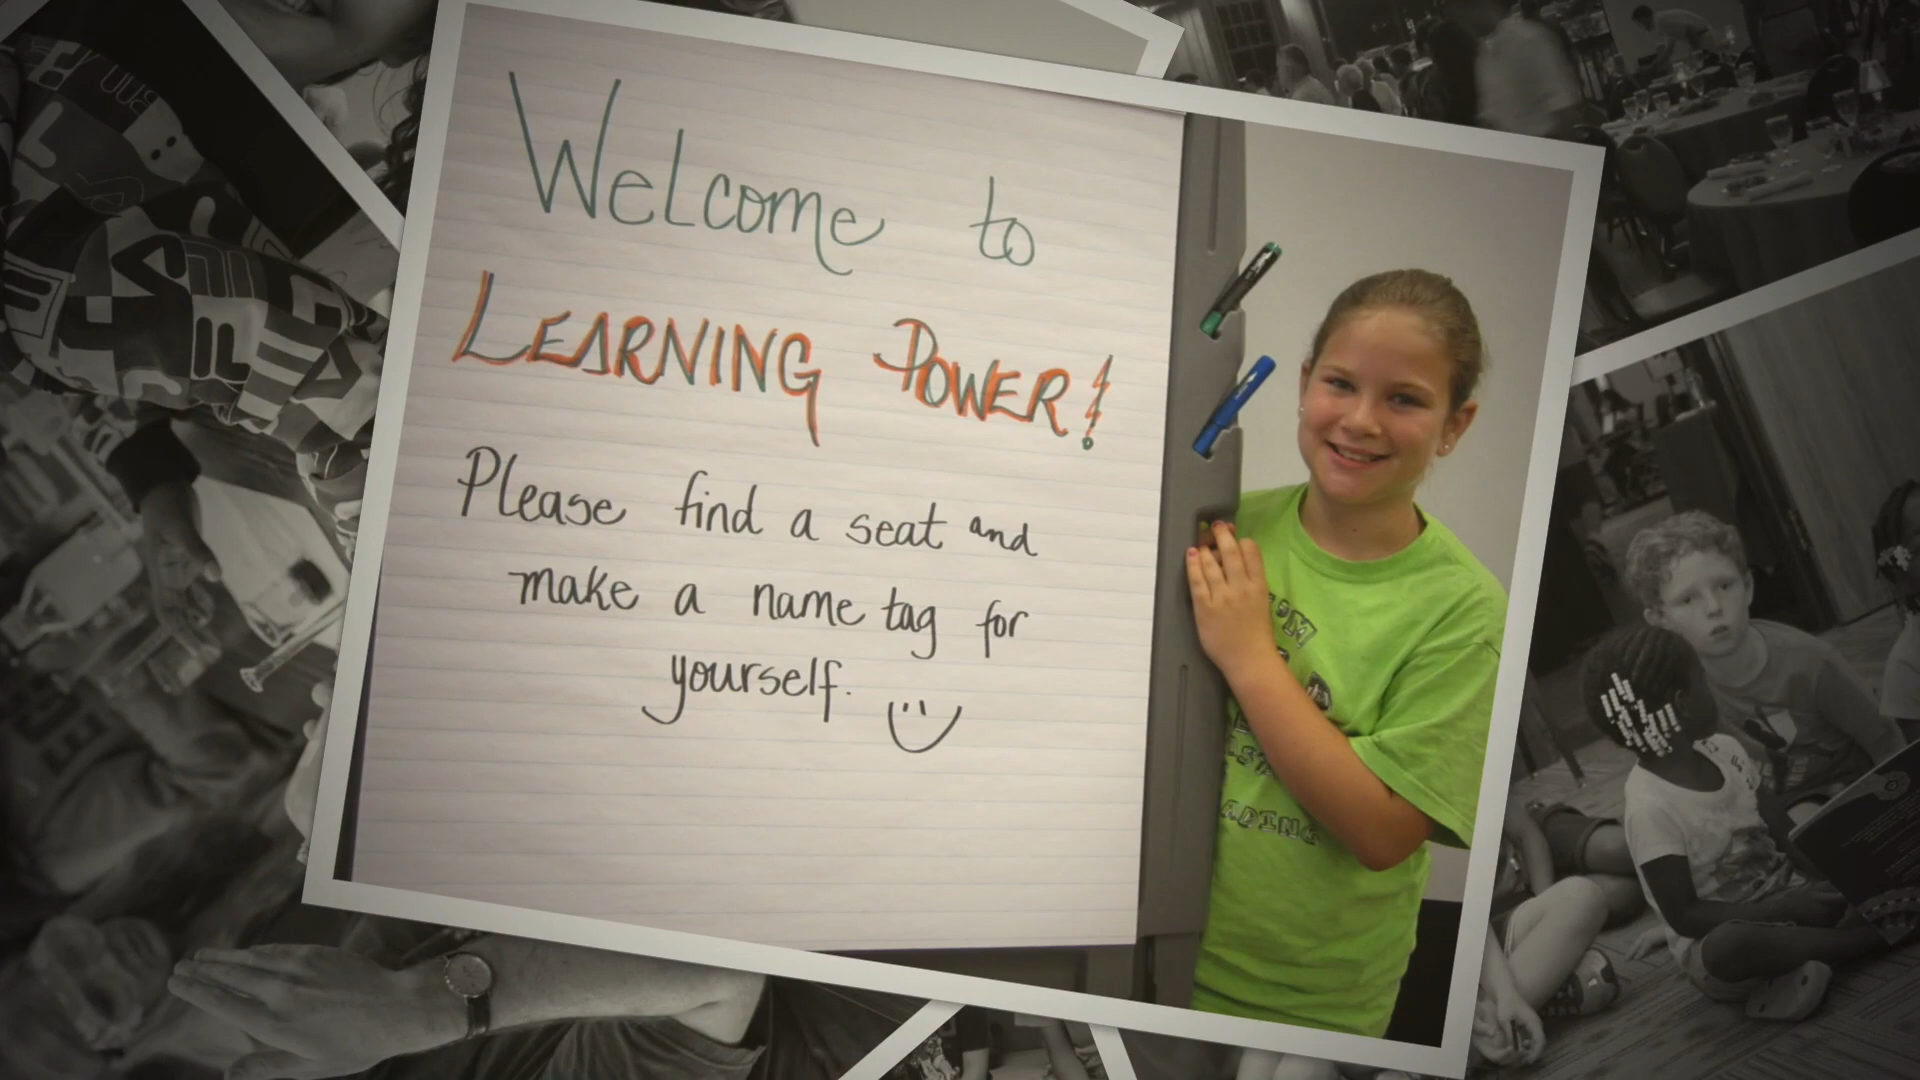 Welcome to
LEARNING POWER!
Please find a seat and
make a name tag for
yourself.